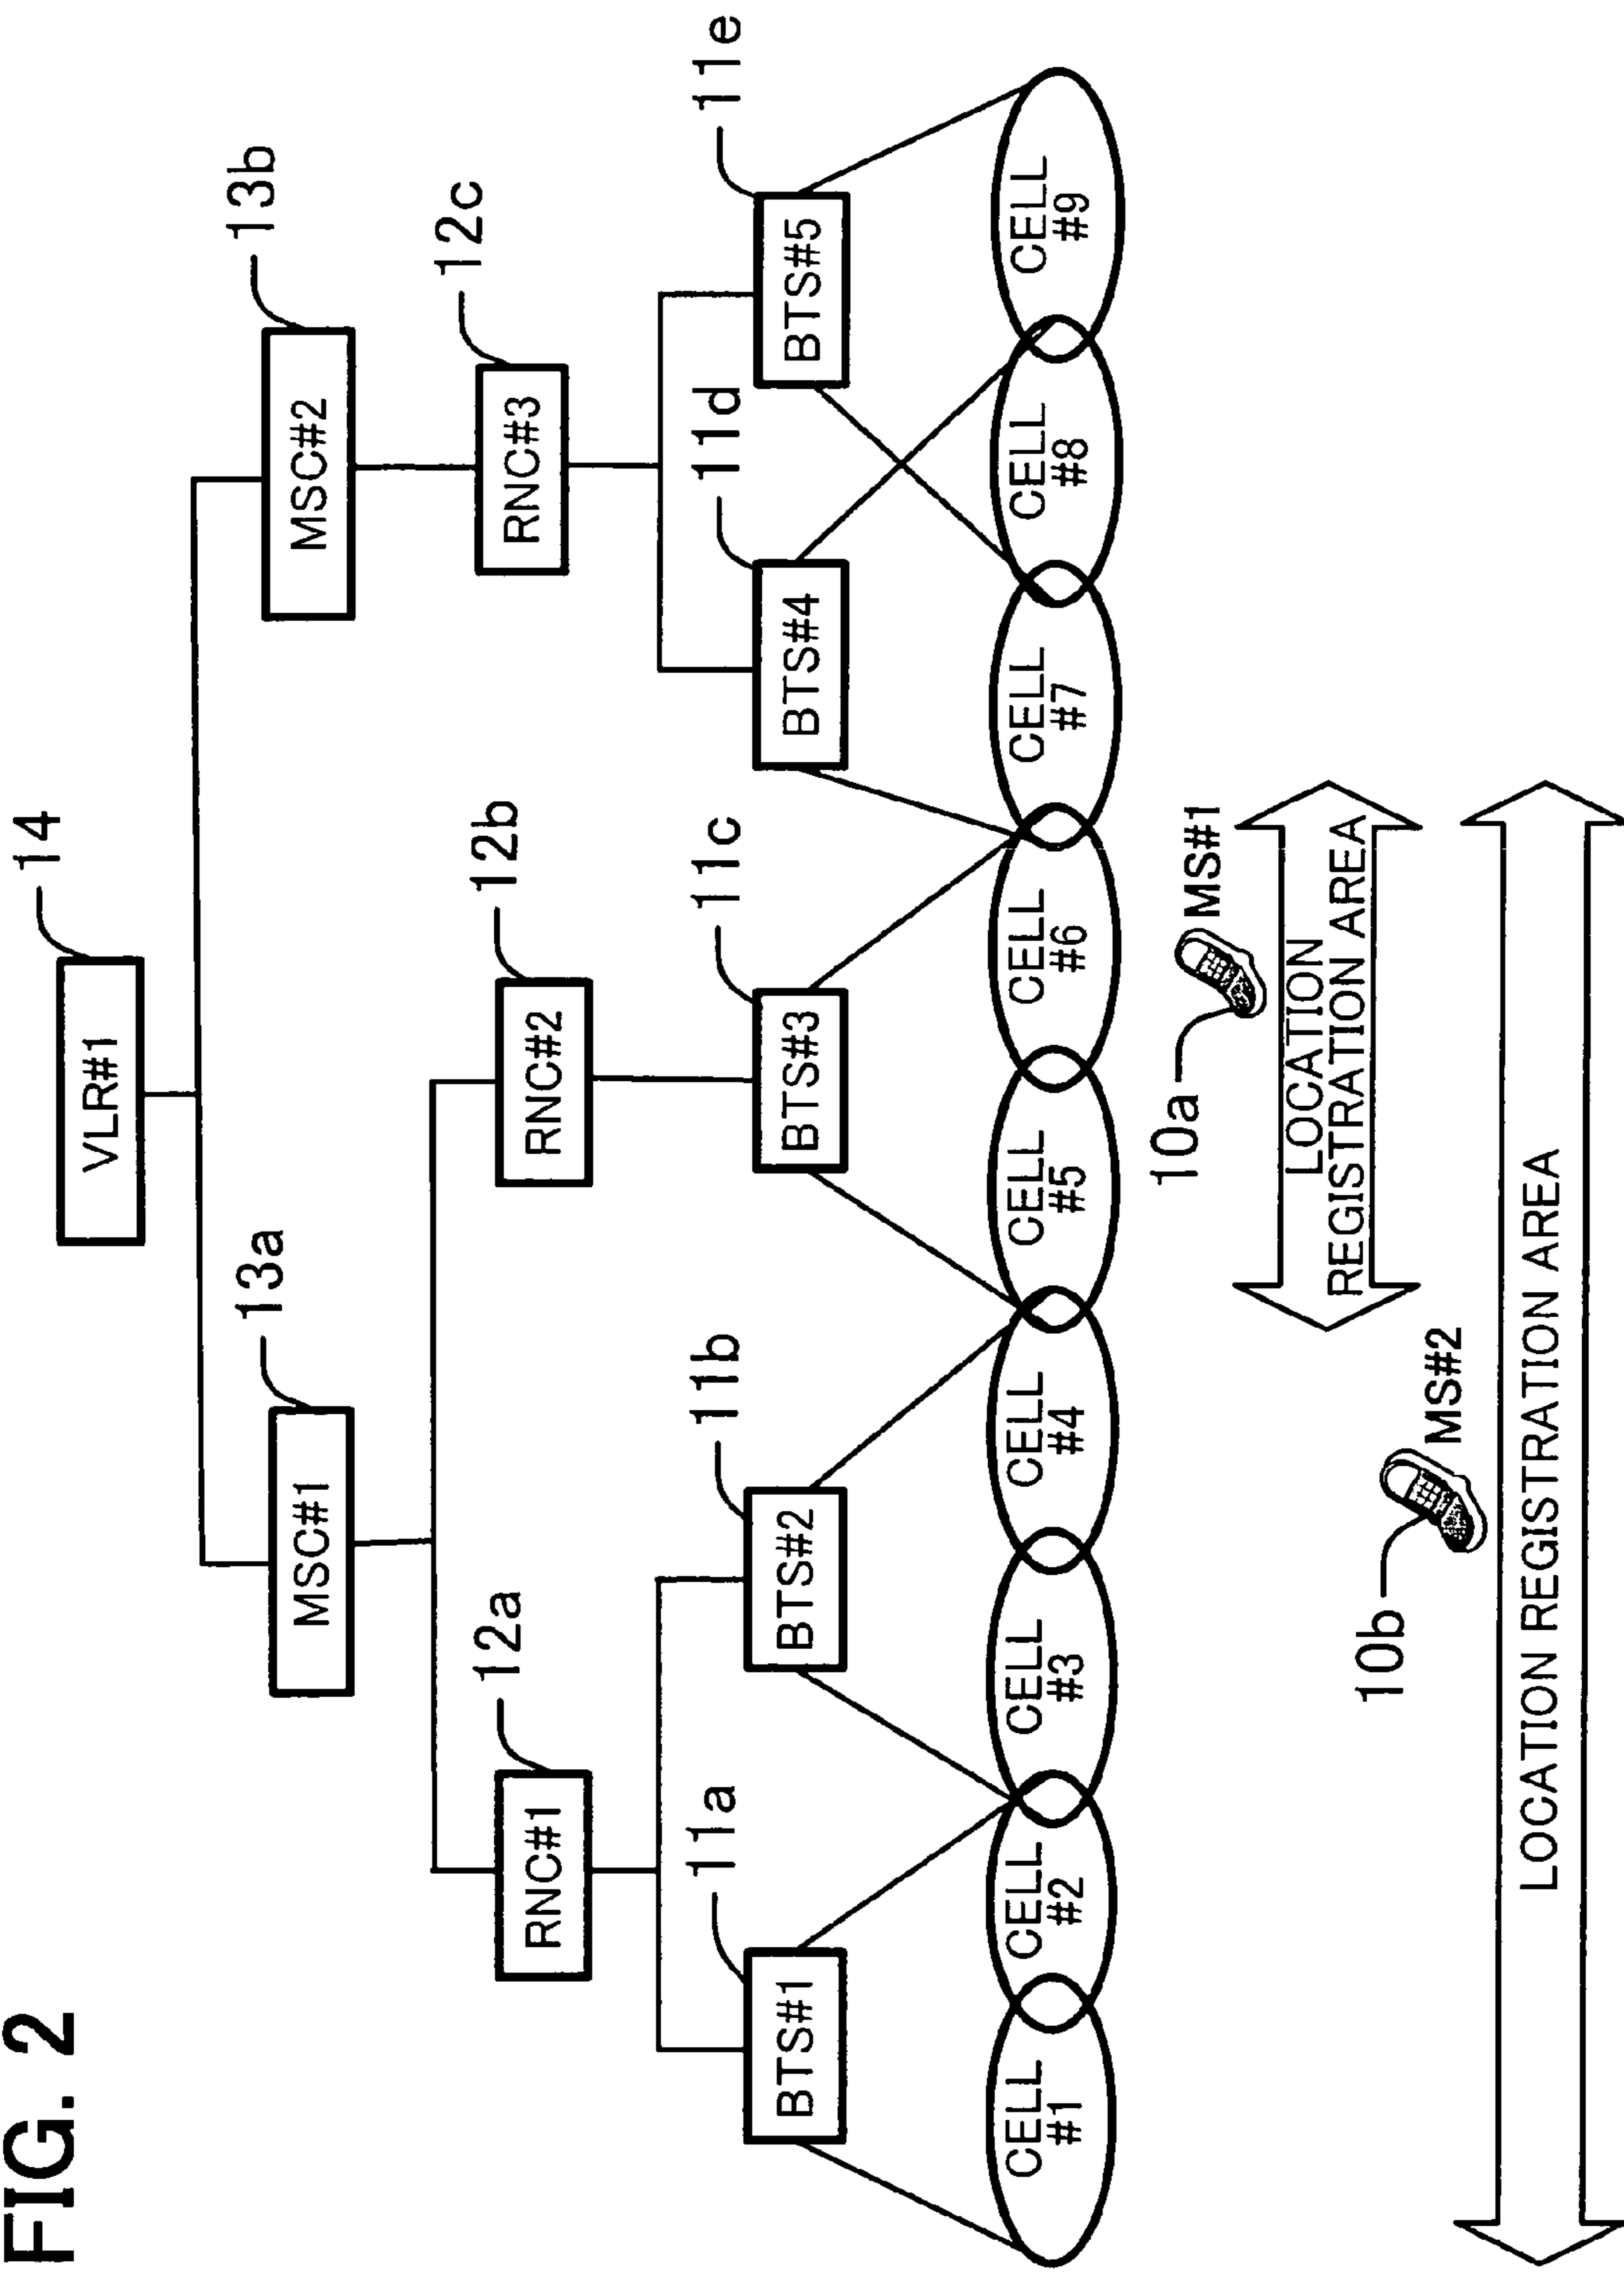 FIG. 2
VLR#1
14
MSC#1
13a
MSC#2
13b
RNC#1
12a
RNC#2
12b
RNC#3
12c
BTS#1
11a
BTS#2
11b
BTS#3
11c
BTS#4
11d
BTS#5
11e
CELL
#1
CELL
#2
CELL
#3
CELL
#4
CELL
#5
CELL
#6
CELL
#7
CELL
#8
CELL
#9
10a
MS#1
LOCATION
REGISTRATION AREA
10b
MS#2
LOCATION REGISTRATION AREA